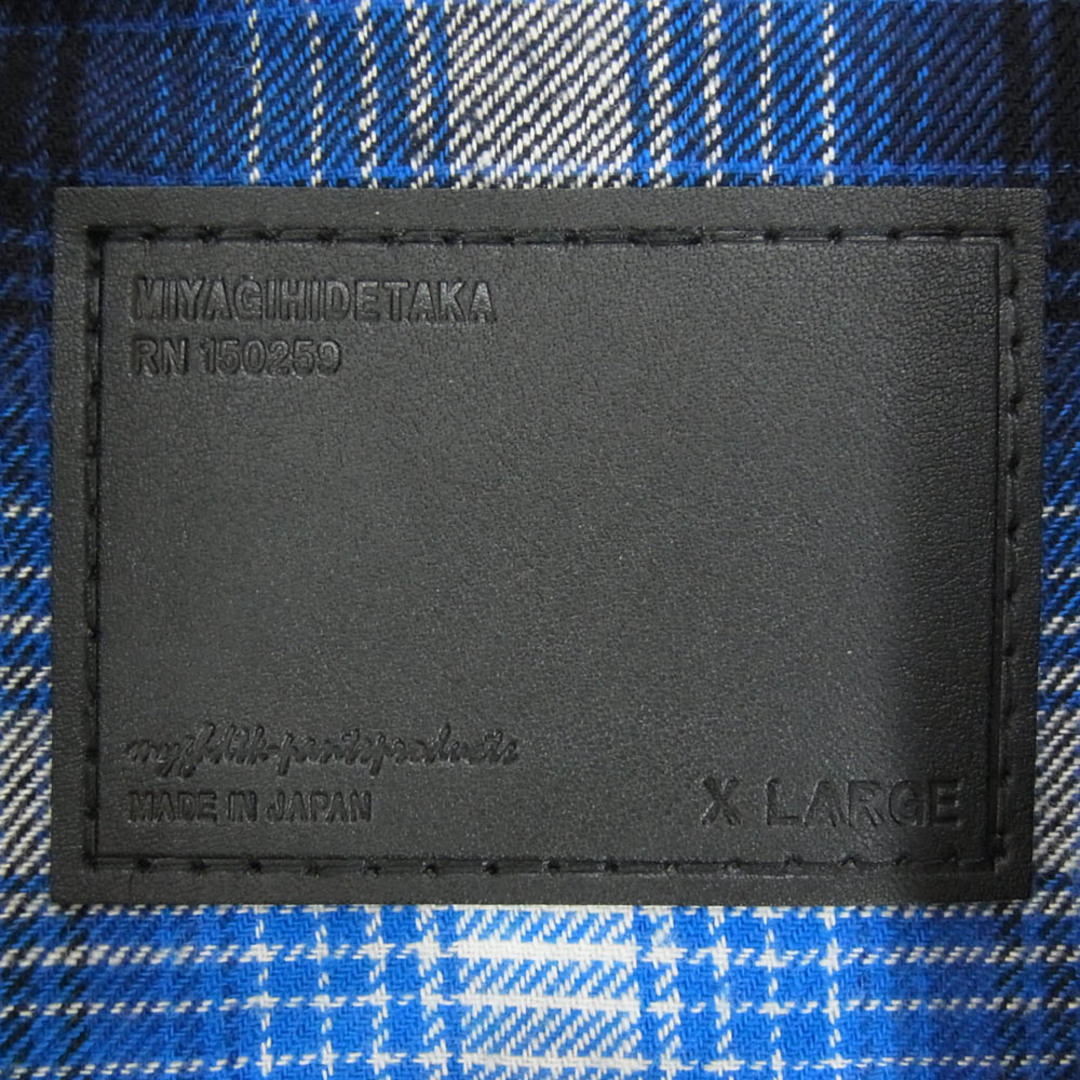 MIYAGIHIDETAKA
RN 150259
MADE IN JAPAN
X LARGE